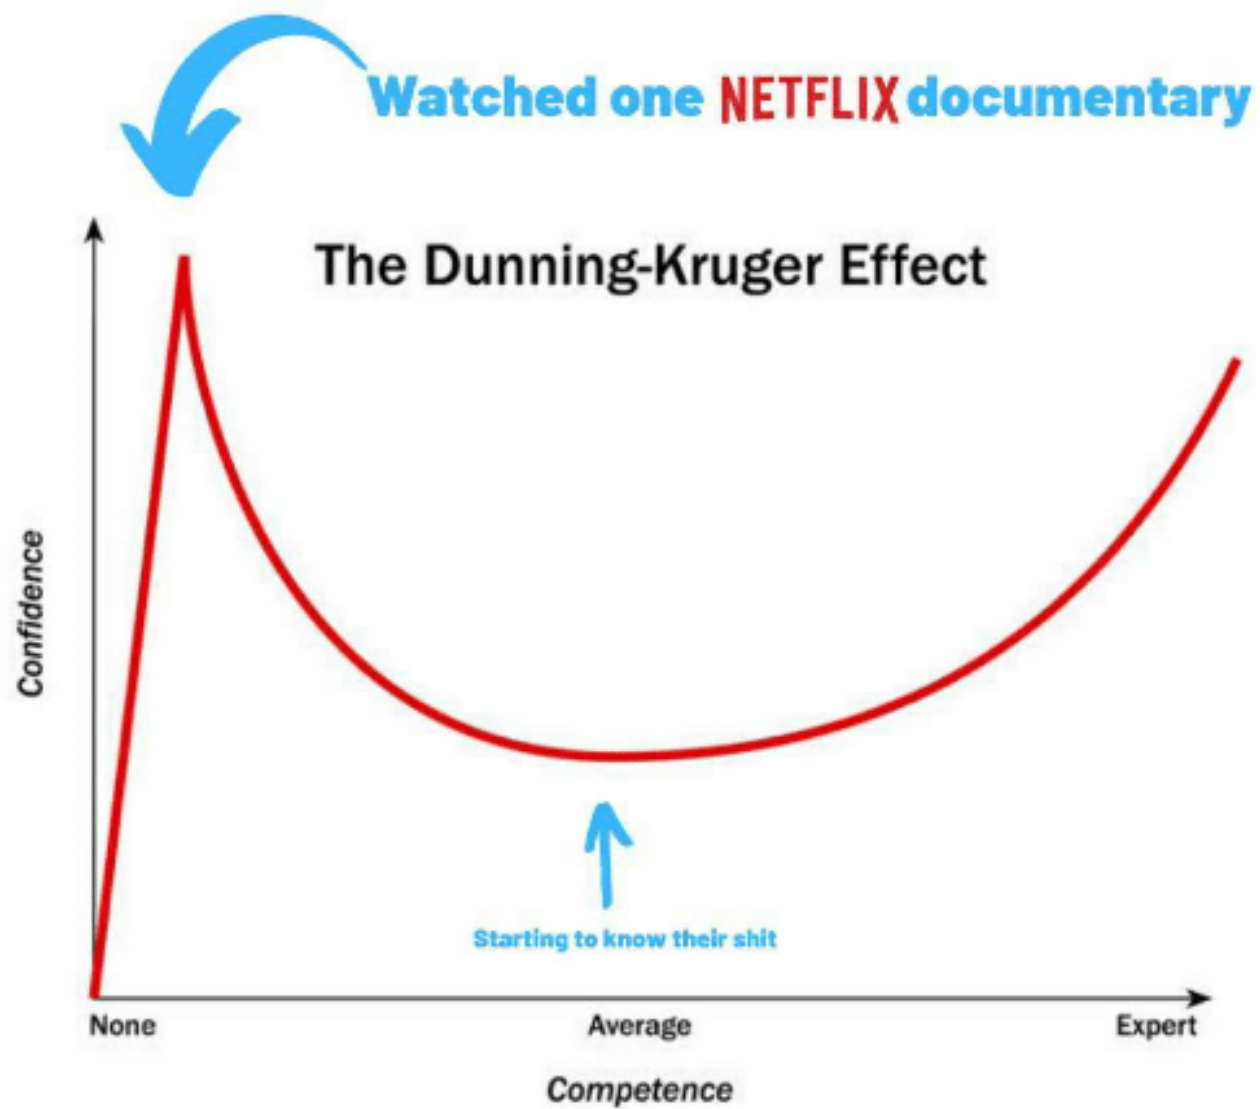 Watched one NETFLIX documentary
The Dunning-Kruger Effect
Confidence
Starting to know their shit
None
Average
Expert
Competence